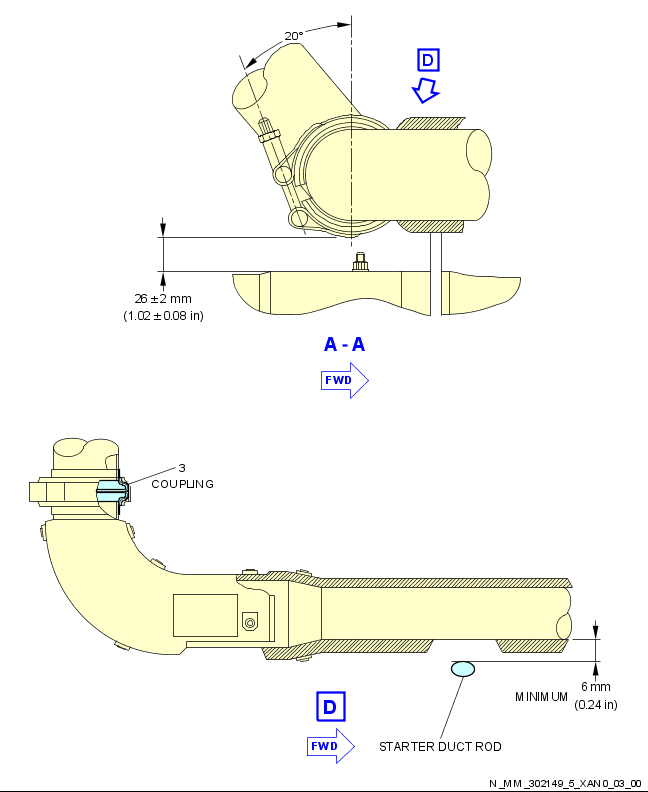 20°
D
26 ±2 mm
(1.02 ±0.08 in)
A - A
FWD
3
COUPLING
6 mm
(0.24 in)
MINIMUM
D
FWD
STARTER DUCT ROD
N_MM_302149_5_XAN0_03_00